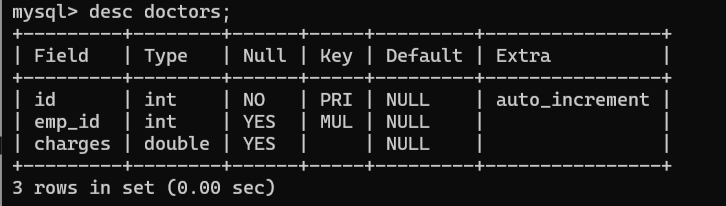 mysql> desc doctors;
+---------+--------+------+-----+---------+----------------+
| Field   | Type   | Null | Key | Default | Extra          |
+---------+--------+------+-----+---------+----------------+
| id      | int    | NO   | PRI | NULL    | auto_increment |
| emp_id  | int    | YES  | MUL | NULL    |                |
| charges | double | YES  |     | NULL    |                |
+---------+--------+------+-----+---------+----------------+
3 rows in set (0.00 sec)